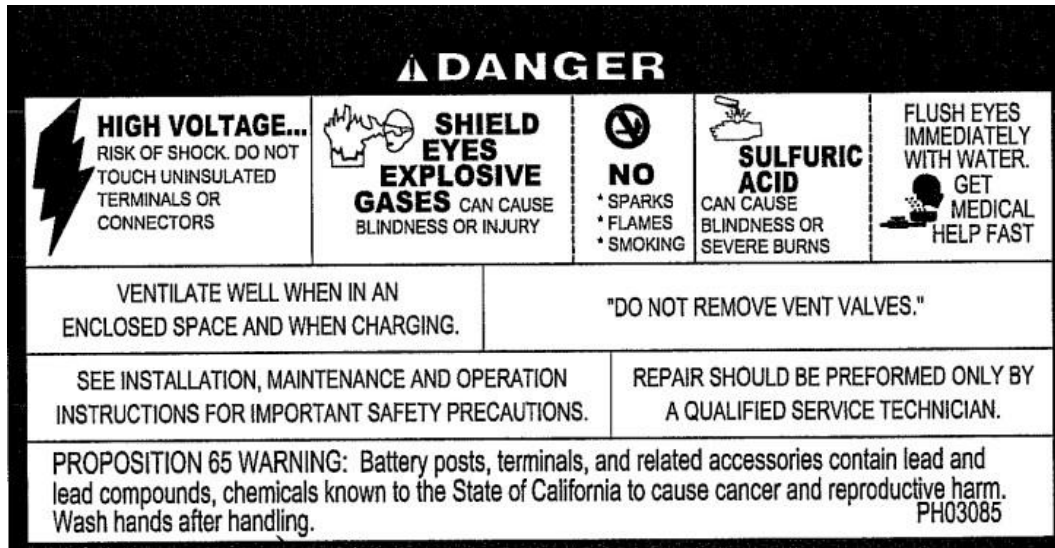 DANGER
HIGH VOLTAGE...
RISK OF SHOCK. DO NOT
TOUCH UNINSULATED
TERMINALS OR
CONNECTORS
SHIELD
EYES
EXPLOSIVE
GASES CAN CAUSE
BLINDNESS OR INJURY
NO
* SPARKS
* FLAMES
* SMOKING
SULFURIC
ACID
CAN CAUSE
BLINDNESS OR
SEVERE BURNS
FLUSH EYES
IMMEDIATELY
WITH WATER.
GET
MEDICAL
HELP FAST
VENTILATE WELL WHEN IN AN
ENCLOSED SPACE AND WHEN CHARGING.
"DO NOT REMOVE VENT VALVES."
SEE INSTALLATION, MAINTENANCE AND OPERATION
INSTRUCTIONS FOR IMPORTANT SAFETY PRECAUTIONS.
REPAIR SHOULD BE PREFORMED ONLY BY
A QUALIFIED SERVICE TECHNICIAN.
PROPOSITION 65 WARNING: Battery posts, terminals, and related accessories contain lead and
lead compounds, chemicals known to the State of California to cause cancer and reproductive harm.
Wash hands after handling.
PH03085